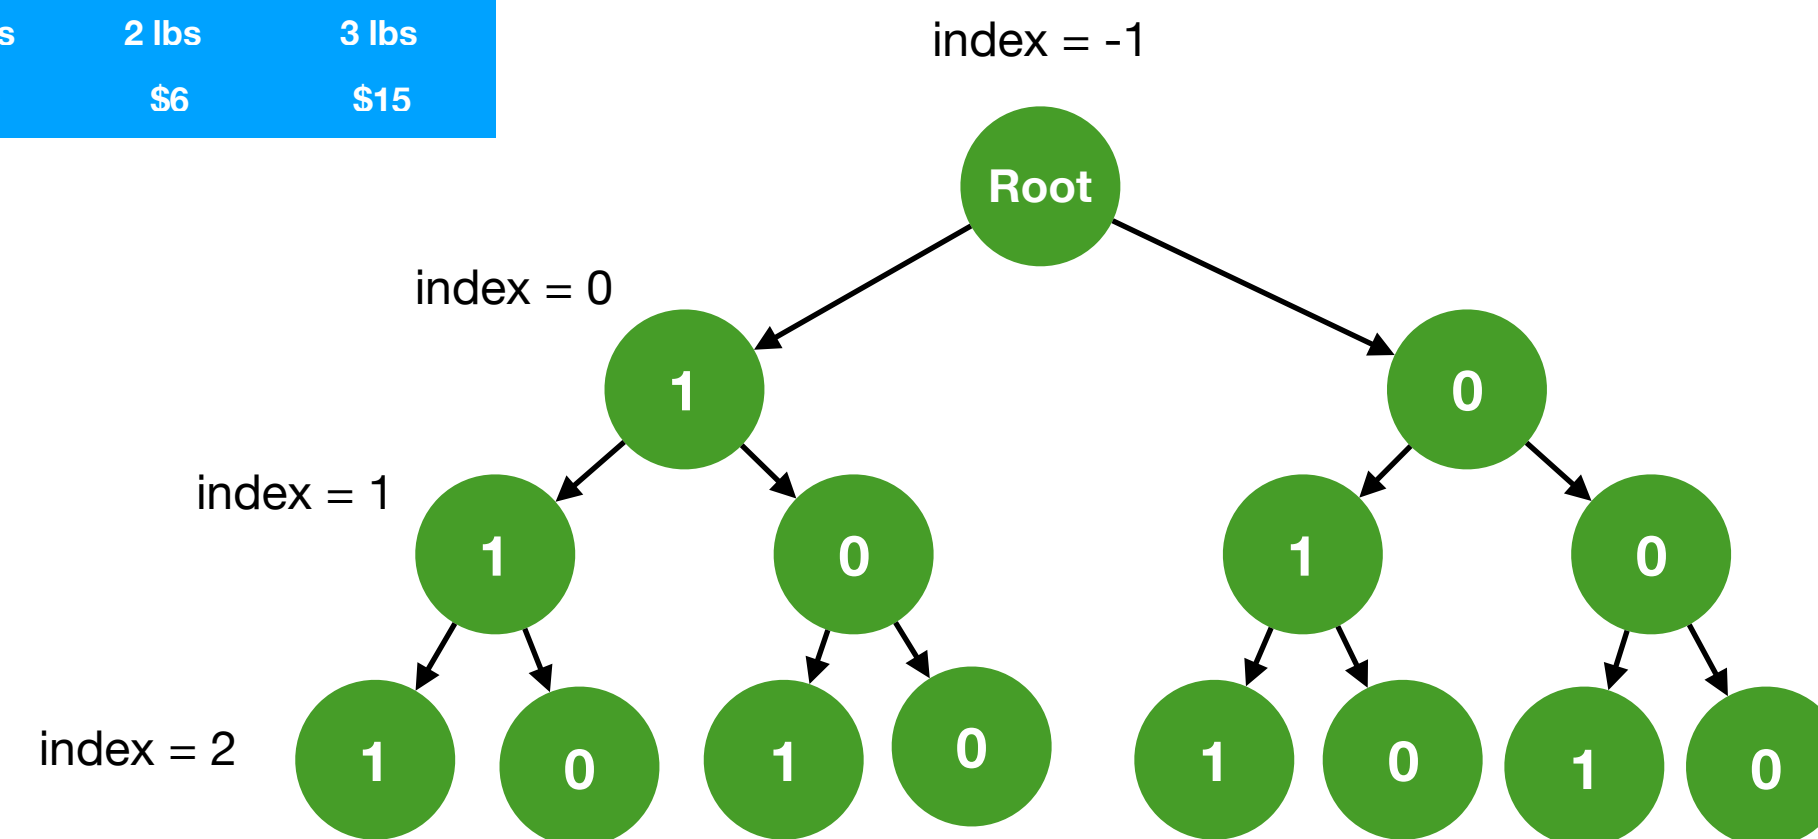 2 lbs 3 lbs
$6 $15
index = -1
Root
index = 0
1 0
index = 1
1 0 1 0
index = 2
1 0 1 0 1 0 1 0